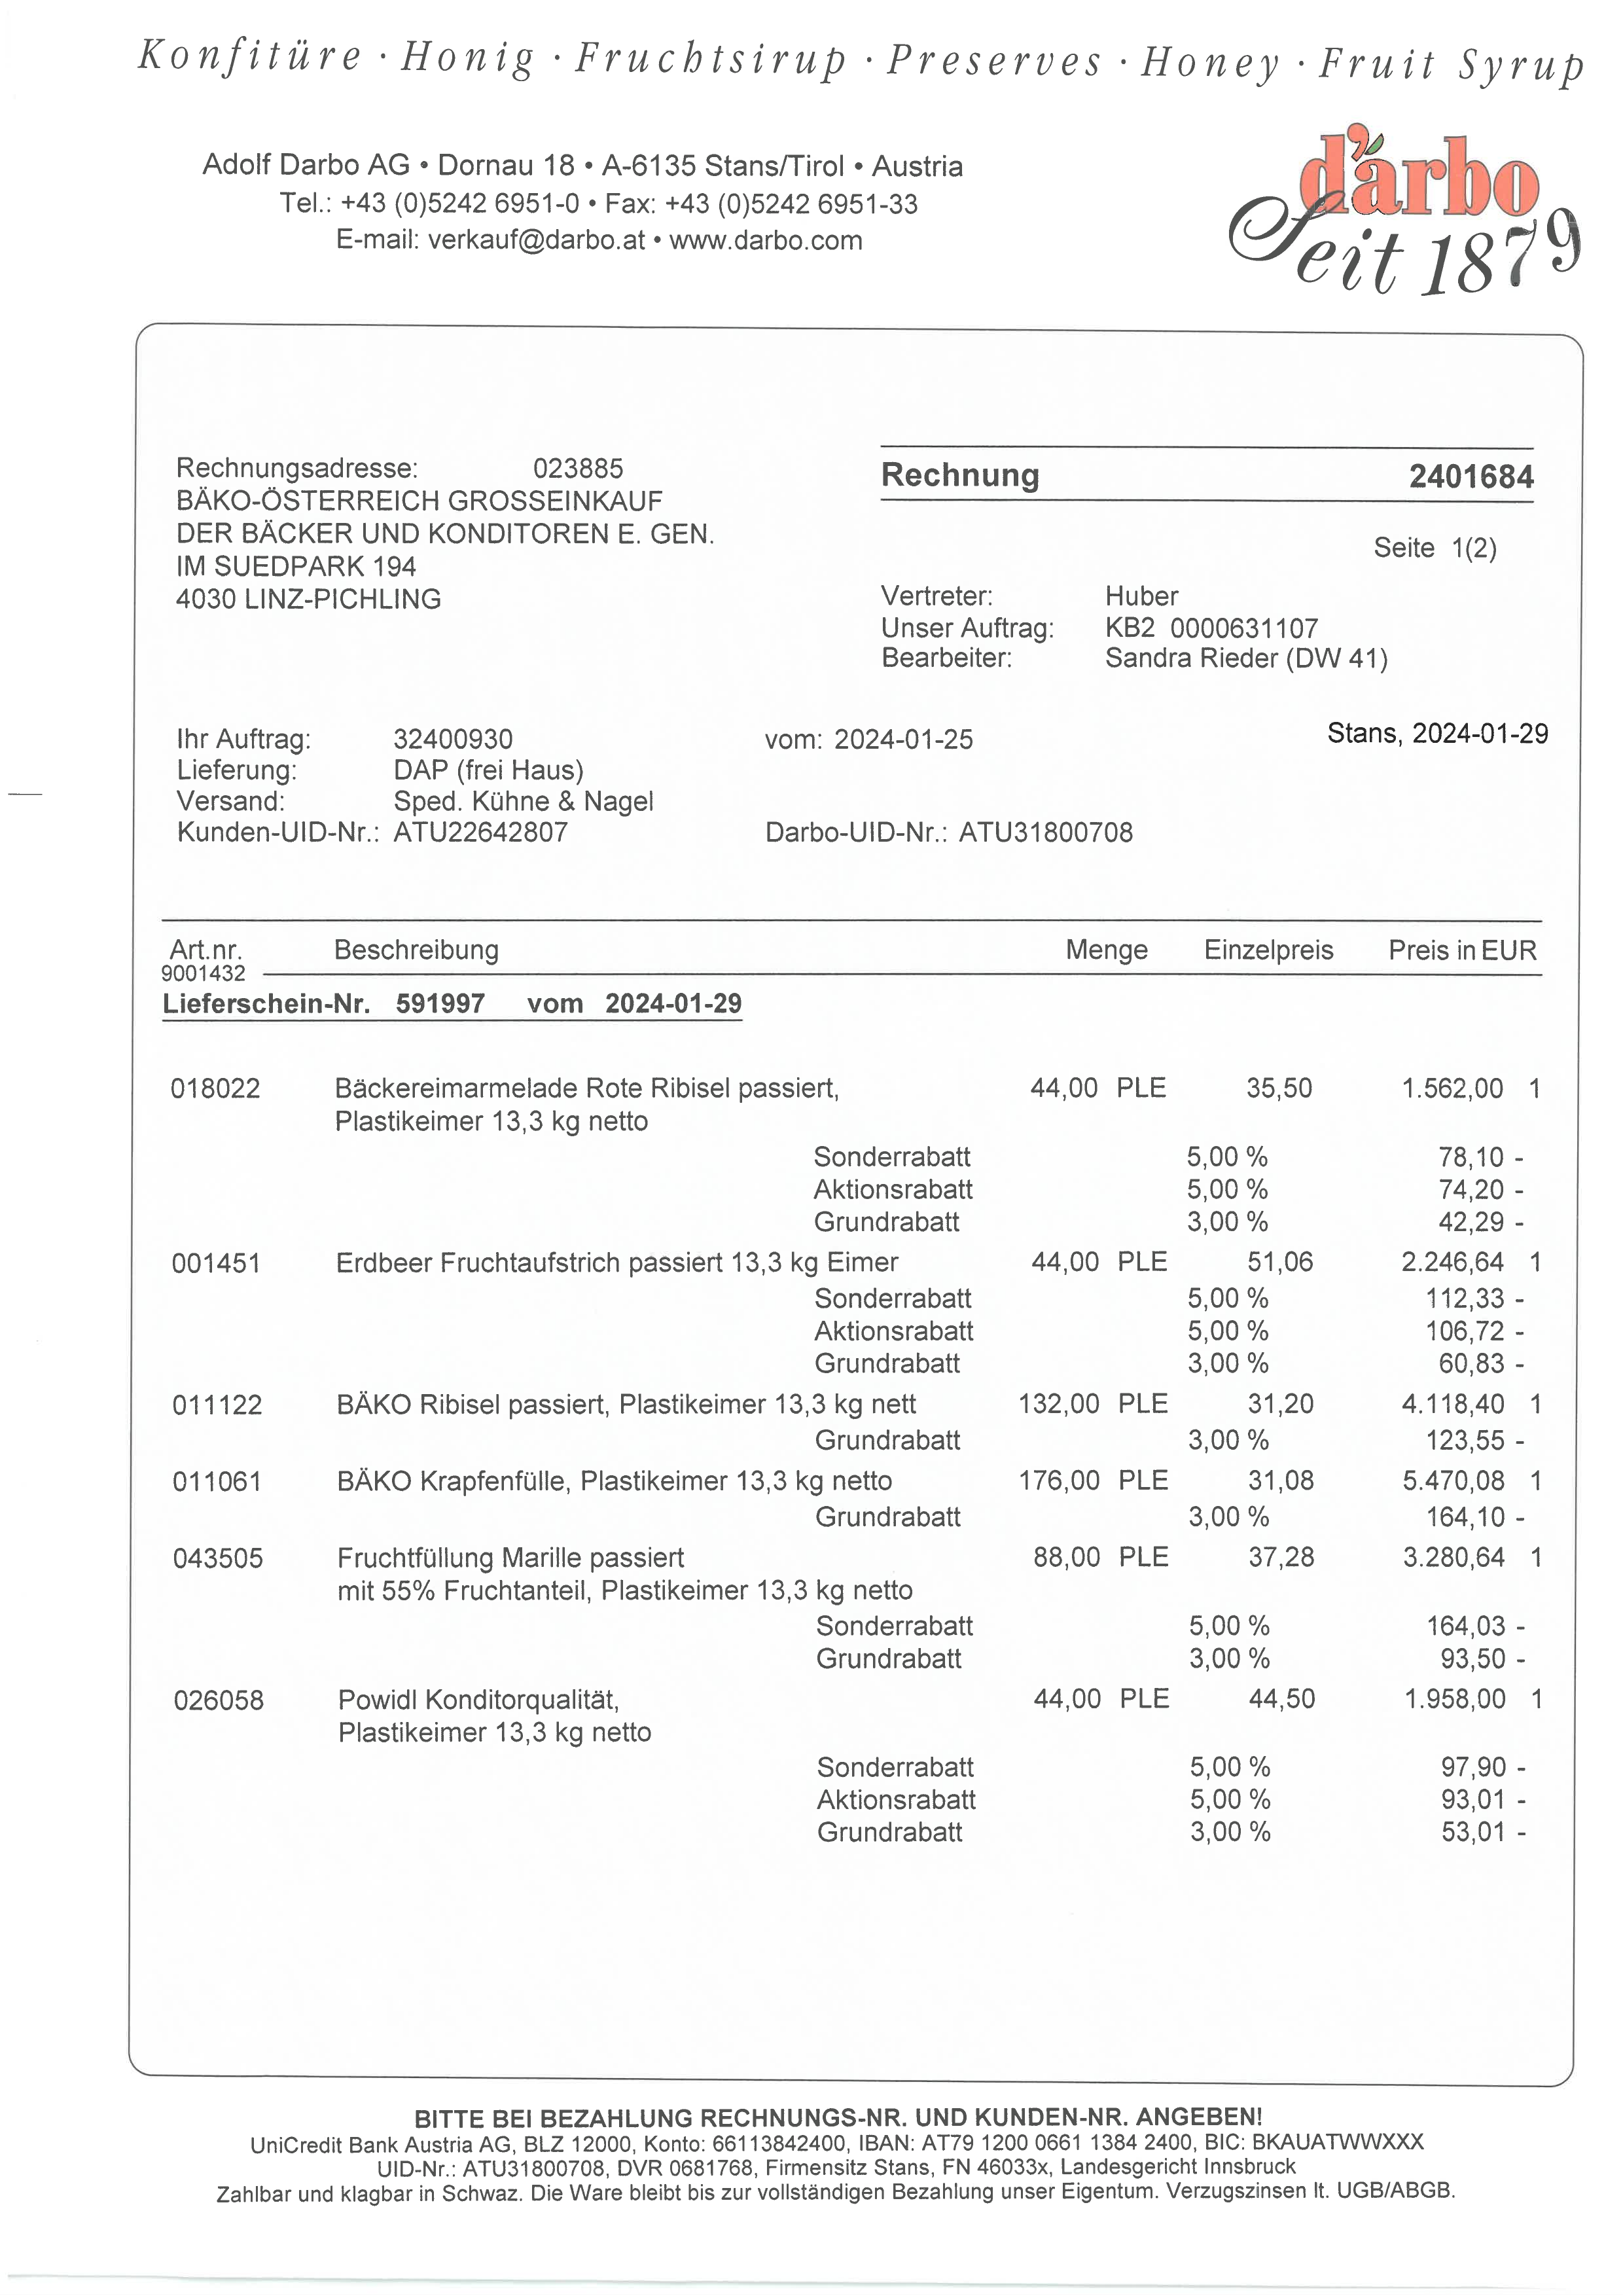 Konfitüre · Honig · Fruchtsirup · Preserves · Honey · Fruit Syrup
Adolf Darbo AG • Dornau 18 • A-6135 Stans/Tirol • Austria
Tel.: +43 (0)5242 6951-0 • Fax: +43 (0)5242 6951-33
E-mail: verkauf@darbo.at • www.darbo.com
d'arbo
Seit 1879
Rechnungsadresse: 023885
BÄKO-ÖSTERREICH GROSSEINKAUF
DER BÄCKER UND KONDITOREN E. GEN.
IM SUEDPARK 194
4030 LINZ-PICHLING
Rechnung 2401684
Seite 1(2)
Vertreter: Huber
Unser Auftrag: KB2 0000631107
Bearbeiter: Sandra Rieder (DW 41)
Ihr Auftrag: 32400930 vom: 2024-01-25 Stans, 2024-01-29
Lieferung: DAP (frei Haus)
Versand: Sped. Kühne & Nagel
Kunden-UID-Nr.: ATU22642807 Darbo-UID-Nr.: ATU31800708
Art.nr. Beschreibung Menge Einzelpreis Preis in EUR
9001432
Lieferschein-Nr. 591997 vom 2024-01-29
018022 Bäckereimarmelade Rote Ribisel passiert, 44,00 PLE 35,50 1.562,00 1
Plastikeimer 13,3 kg netto
Sonderrabatt 5,00 % 78,10 -
Aktionsrabatt 5,00 % 74,20 -
Grundrabatt 3,00 % 42,29 -
001451 Erdbeer Fruchtaufstrich passiert 13,3 kg Eimer 44,00 PLE 51,06 2.246,64 1
Sonderrabatt 5,00 % 112,33 -
Aktionsrabatt 5,00 % 106,72 -
Grundrabatt 3,00 % 60,83 -
011122 BÄKO Ribisel passiert, Plastikeimer 13,3 kg nett 132,00 PLE 31,20 4.118,40 1
Grundrabatt 3,00 % 123,55 -
011061 BÄKO Krapfenfülle, Plastikeimer 13,3 kg netto 176,00 PLE 31,08 5.470,08 1
Grundrabatt 3,00 % 164,10 -
043505 Fruchtfüllung Marille passiert 88,00 PLE 37,28 3.280,64 1
mit 55% Fruchtanteil, Plastikeimer 13,3 kg netto
Sonderrabatt 5,00 % 164,03 -
Grundrabatt 3,00 % 93,50 -
026058 Powidl Konditorqualität, 44,00 PLE 44,50 1.958,00 1
Plastikeimer 13,3 kg netto
Sonderrabatt 5,00 % 97,90 -
Aktionsrabatt 5,00 % 93,01 -
Grundrabatt 3,00 % 53,01 -
BITTE BEI BEZAHLUNG RECHNUNGS-NR. UND KUNDEN-NR. ANGEBEN!
UniCredit Bank Austria AG, BLZ 12000, Konto: 66113842400, IBAN: AT79 1200 0661 1384 2400, BIC: BKAUATWWXXX
UID-Nr.: ATU31800708, DVR 0681768, Firmensitz Stans, FN 46033x, Landesgericht Innsbruck
Zahlbar und klagbar in Schwaz. Die Ware bleibt bis zur vollständigen Bezahlung unser Eigentum. Verzugszinsen lt. UGB/ABGB.